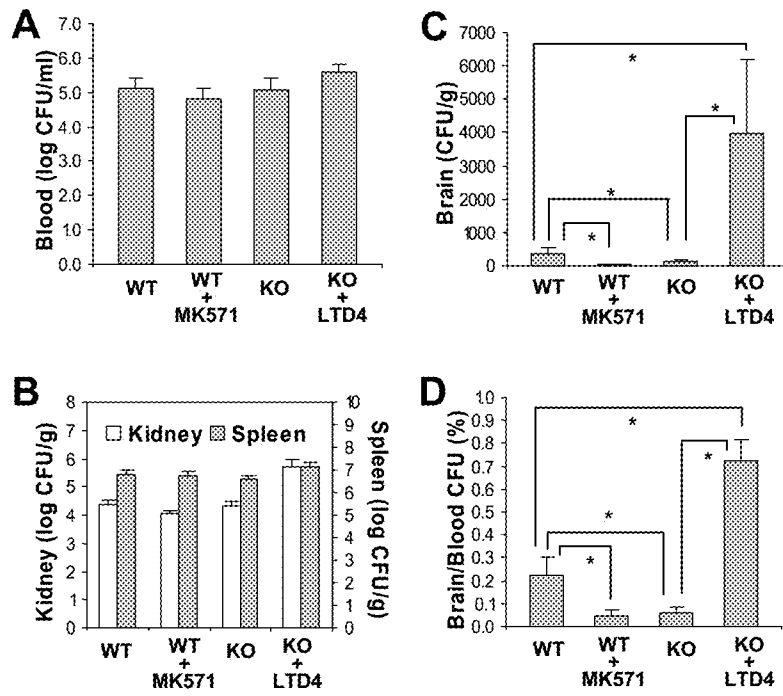 A
Blood (log CFU/ml)
7.0
6.0
5.0
4.0
3.0
2.0
1.0
0.0
WT
WT
+
MK571
KO
KO
+
LTD4
B
Kidney (log CFU/g)
8
7
6
5
4
3
2
1
0
Kidney
Spleen
10
9
8
7
6
5
4
3
2
1
0
Spleen (log CFU/g)
WT
WT
+
MK571
KO
KO
+
LTD4
C
Brain (CFU/g)
7000
6000
5000
4000
3000
2000
1000
0
*
*
*
*
WT
WT
+
MK571
KO
KO
+
LTD4
D
Brain/Blood CFU (%)
1.0
0.9
0.8
0.7
0.6
0.5
0.4
0.3
0.2
0.1
0.0
*
*
*
*
WT
WT
+
MK571
KO
KO
+
LTD4